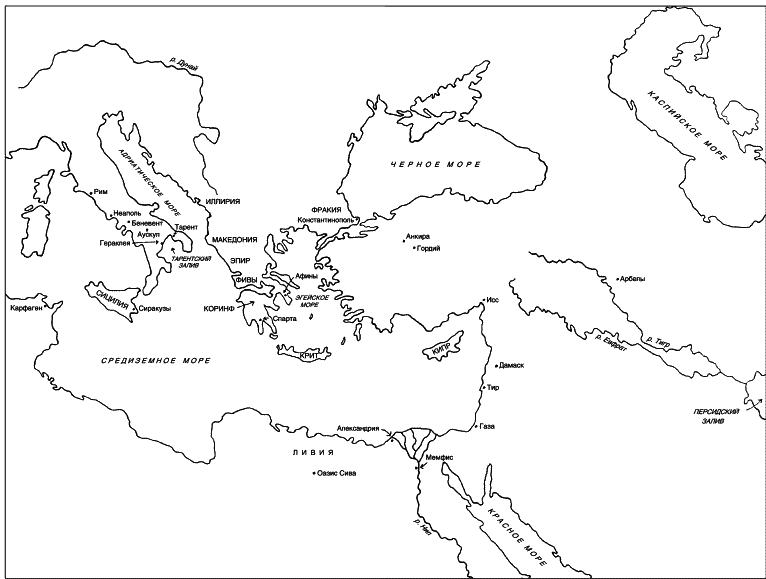 р. Дунай
КАСПИЙСКОЕ МОРЕ
АДРИАТИЧЕСКОЕ МОРЕ
ЧЕРНОЕ МОРЕ
Рим
ИЛЛИРИЯ
Неаполь
ФРАКИЯ
Беневент
Константинополь
Аускул
Тарент
Гераклея
МАКЕДОНИЯ
Анкира
Гордий
ТАРЕНТСКИЙ
ЗАЛИВ
ЭПИР
ФИВЫ
Афины
Арбелы
СИЦИЛИЯ
ЭГЕЙСКОЕ
МОРЕ
Исс
Карфаген
Сиракузы
КОРИНФ
Спарта
р. Евфрат
р. Тигр
СРЕДИЗЕМНОЕ МОРЕ
КРИТ
КИПР
Дамаск
Тир
ПЕРСИДСКИЙ
ЗАЛИВ
Александрия
Газа
ЛИВИЯ
Мемфис
Оазис Сива
р. Нил
КРАСНОЕ МОРЕ